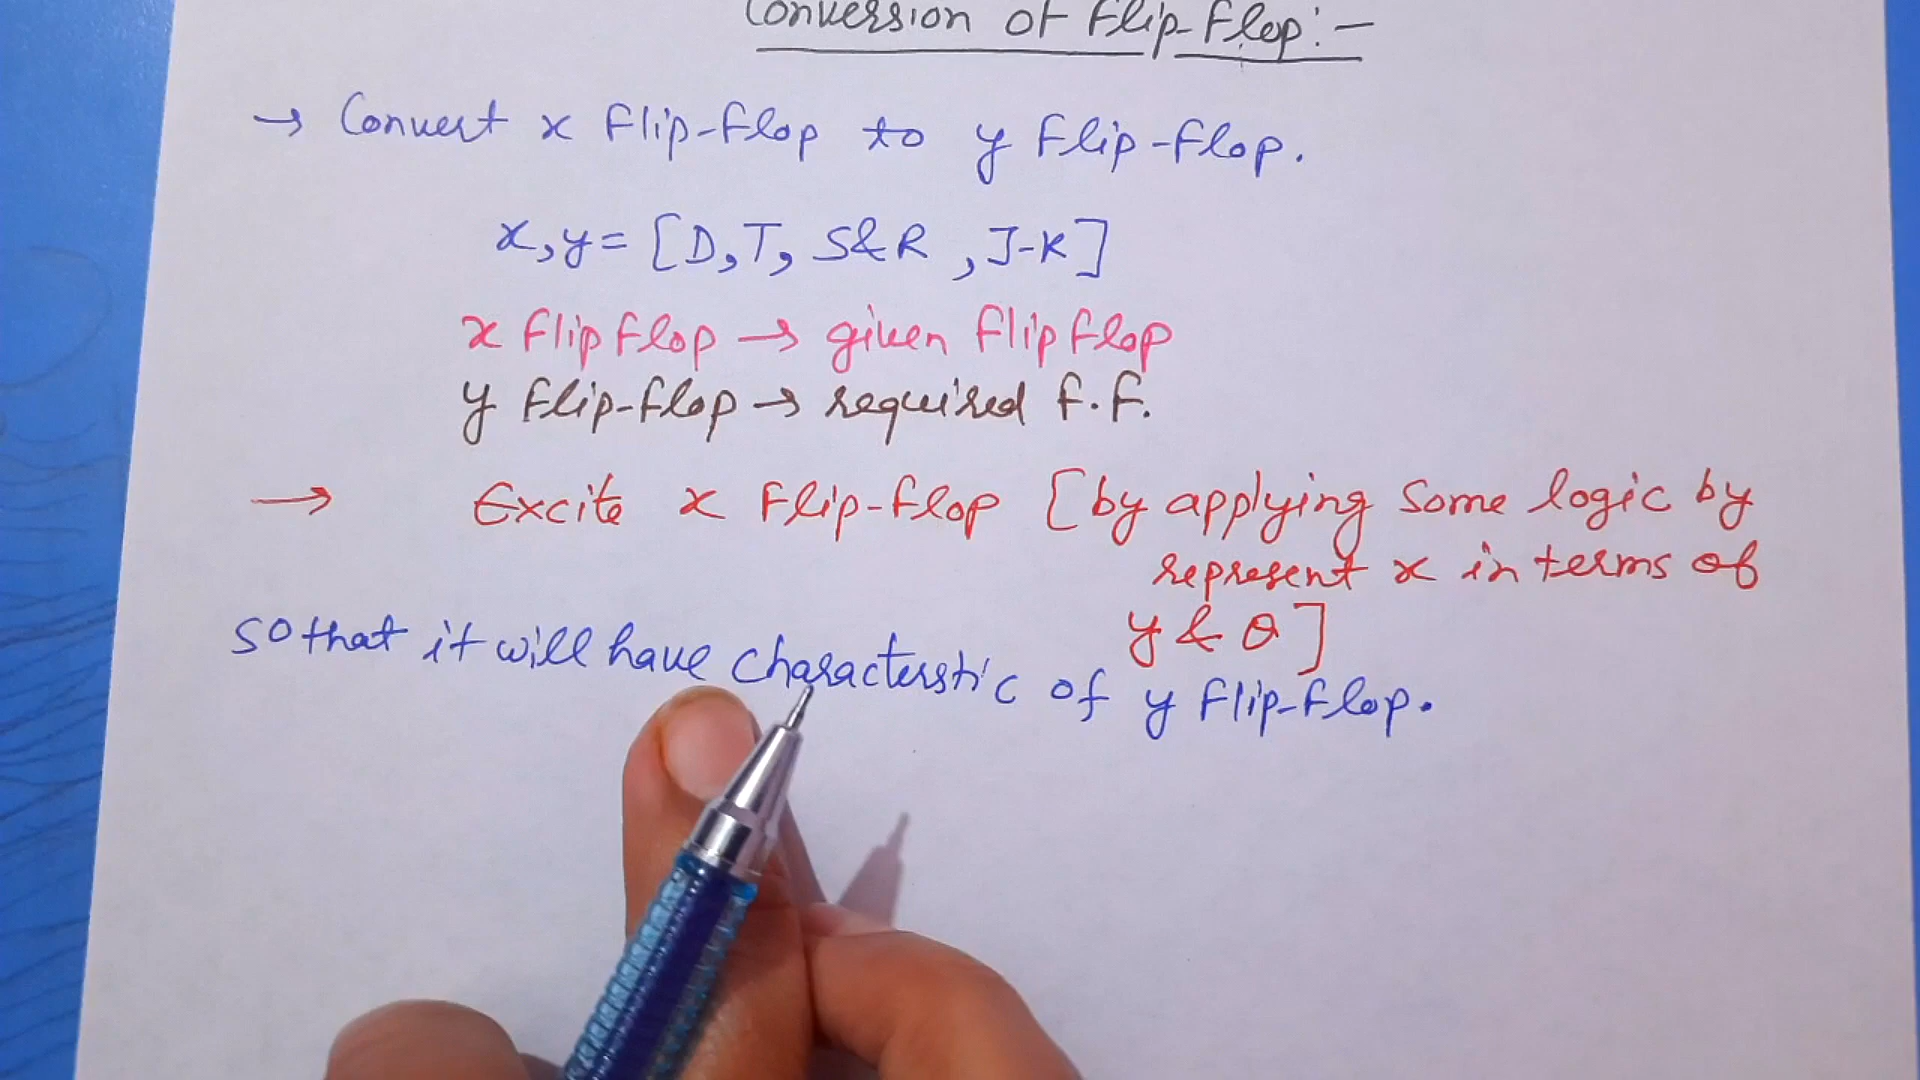 Conversion of Flip-Flop:-
→ Convert x Flip-Flop to y Flip-Flop.
x,y= [D,T, S&R ,J-K]
x Flip Flop → given Flip Flop
y Flip-Flop → required F.F.
→ Excite x Flip-Flop [by applying Some logic by
represent x in terms of
y & Q]
so that it will have characterstic of y Flip-Flop.